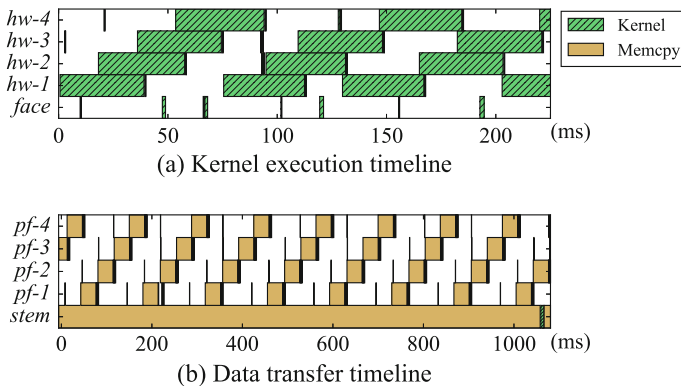 hw-4
hw-3
hw-2
hw-1
face
0 50 100 150 200 (ms)
Kernel
Memcpy
(a) Kernel execution timeline
pf-4
pf-3
pf-2
pf-1
stem
0 200 400 600 800 1000 (ms)
(b) Data transfer timeline